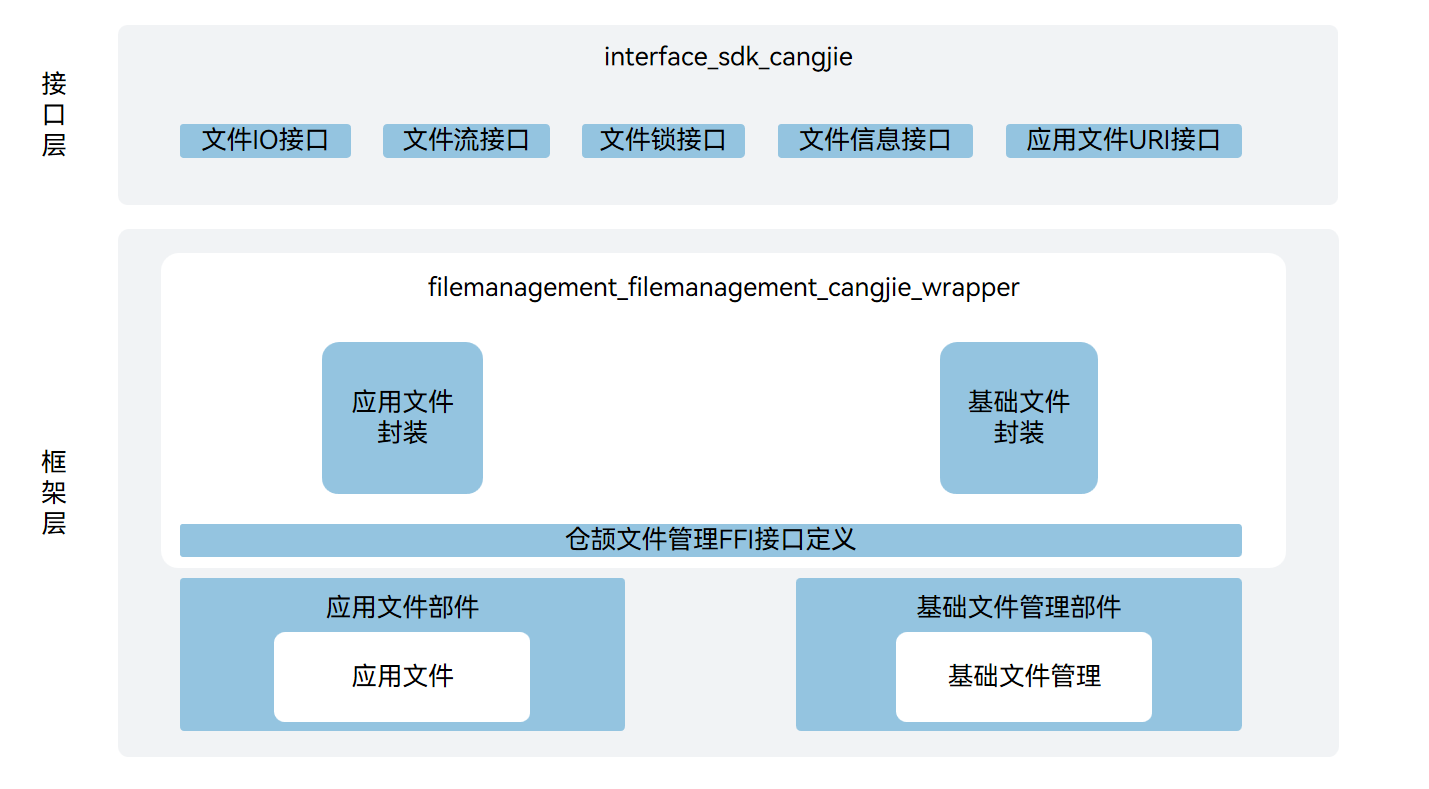 接
口
层
interface_sdk_cangjie
文件IO接口
文件流接口
文件锁接口
文件信息接口
应用文件URI接口
框
架
层
filemanagement_filemanagement_cangjie_wrapper
应用文件
封装
基础文件
封装
仓颉文件管理FFI接口定义
应用文件部件
应用文件
基础文件管理部件
基础文件管理